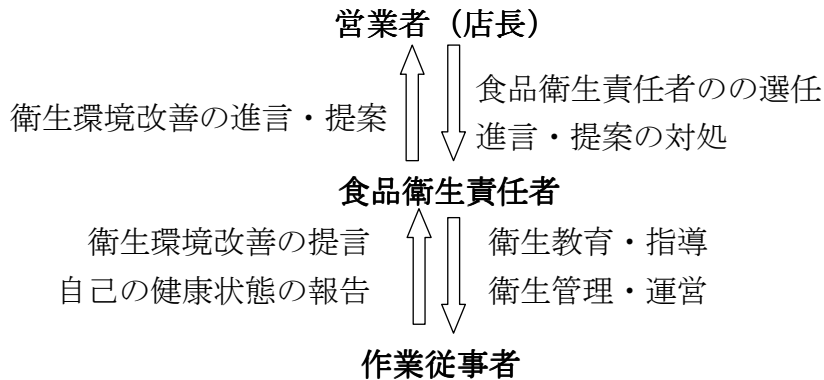 営業者（店長）
衛生環境改善の進言・提案
食品衛生責任者のの選任
進言・提案の対処
食品衛生責任者
衛生環境改善の提言
自己の健康状態の報告
衛生教育・指導
衛生管理・運営
作業従事者